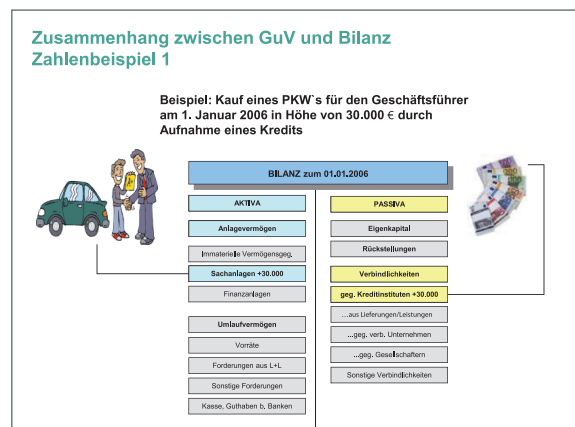 Zusammenhang zwischen GuV und Bilanz
Zahlenbeispiel 1
Beispiel: Kauf eines PKW`s für den Geschäftsführer
am 1. Januar 2006 in Höhe von 30.000 € durch
Aufnahme eines Kredits
BILANZ zum 01.01.2006
AKTIVA
Anlagevermögen
Immaterielle Vermögensgeg.
Sachanlagen +30.000
Finanzanlagen
Umlaufvermögen
Vorräte
Forderungen aus L+L
Sonstige Forderungen
Kasse, Guthaben b. Banken
PASSIVA
Eigenkapital
Rückstellungen
Verbindlichkeiten
geg. Kreditinstituten +30.000
...aus Lieferungen/Leistungen
...geg. verb. Unternehmen
...geg. Gesellschaftern
Sonstige Verbindlichkeiten